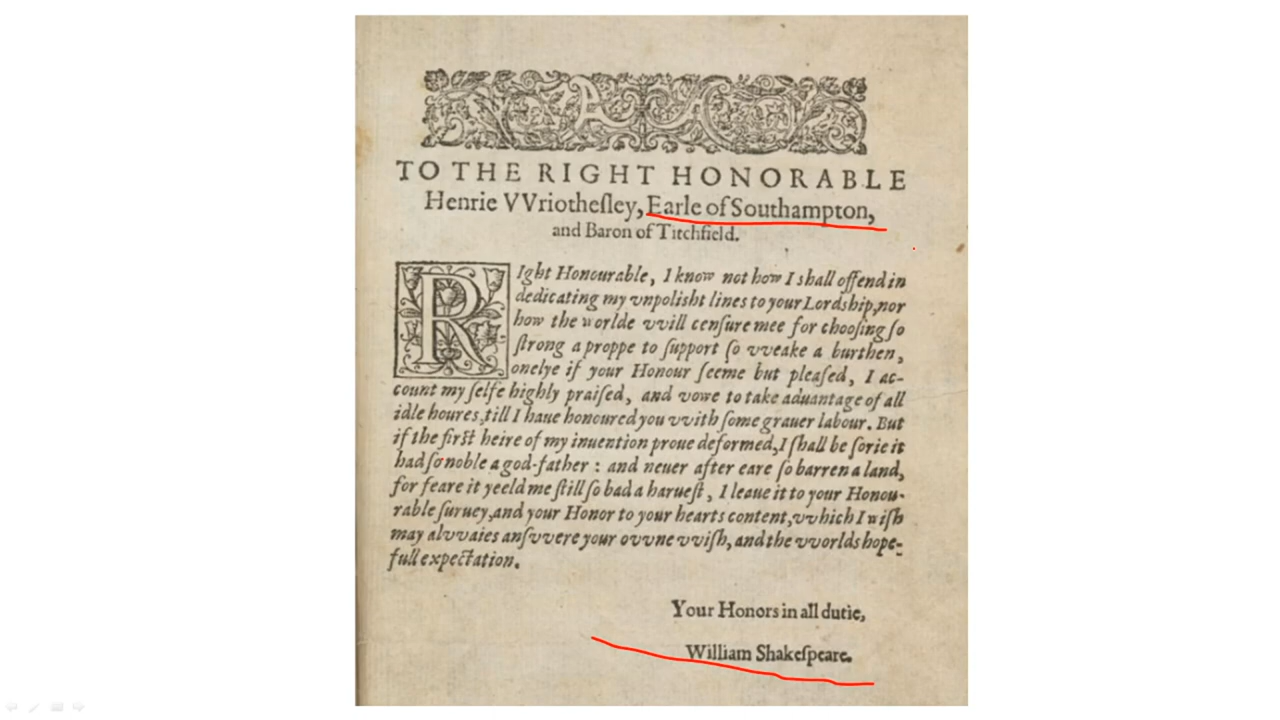 TO THE RIGHT HONORABLE
Henrie VVriotheſley, Earle of Southampton,
and Baron of Titchfield.
RIght Honourable, I know not how I shall offend in
dedicating my vnpolisht lines to your Lordship, nor
how the worlde vvill cenſure mee for chooſing ſo
ſtrong a proppe to ſupport ſo vveake a burthen,
onelye if your Honour ſeeme but pleaſed, I ac-
count my ſelfe highly praiſed, and vowe to take aduantage of all
idle houres, till I haue honoured you vvith ſome grauer labour. But
if the firſt heire of my inuention proue deformed, I ſhall be ſorie it
had ſo noble a god-father : and neuer after eare ſo barren a land,
for feare it yeeld me ſtill ſo bad a harueſt, I leaue it to your Honou-
rable ſuruey, and your Honor to your hearts content, vvhich I wiſh
may alvvaies anſvvere your ovvne vviſh, and the vvorlds hope-
full expectation.
Your Honors in all dutie,
William Shakeſpeare.